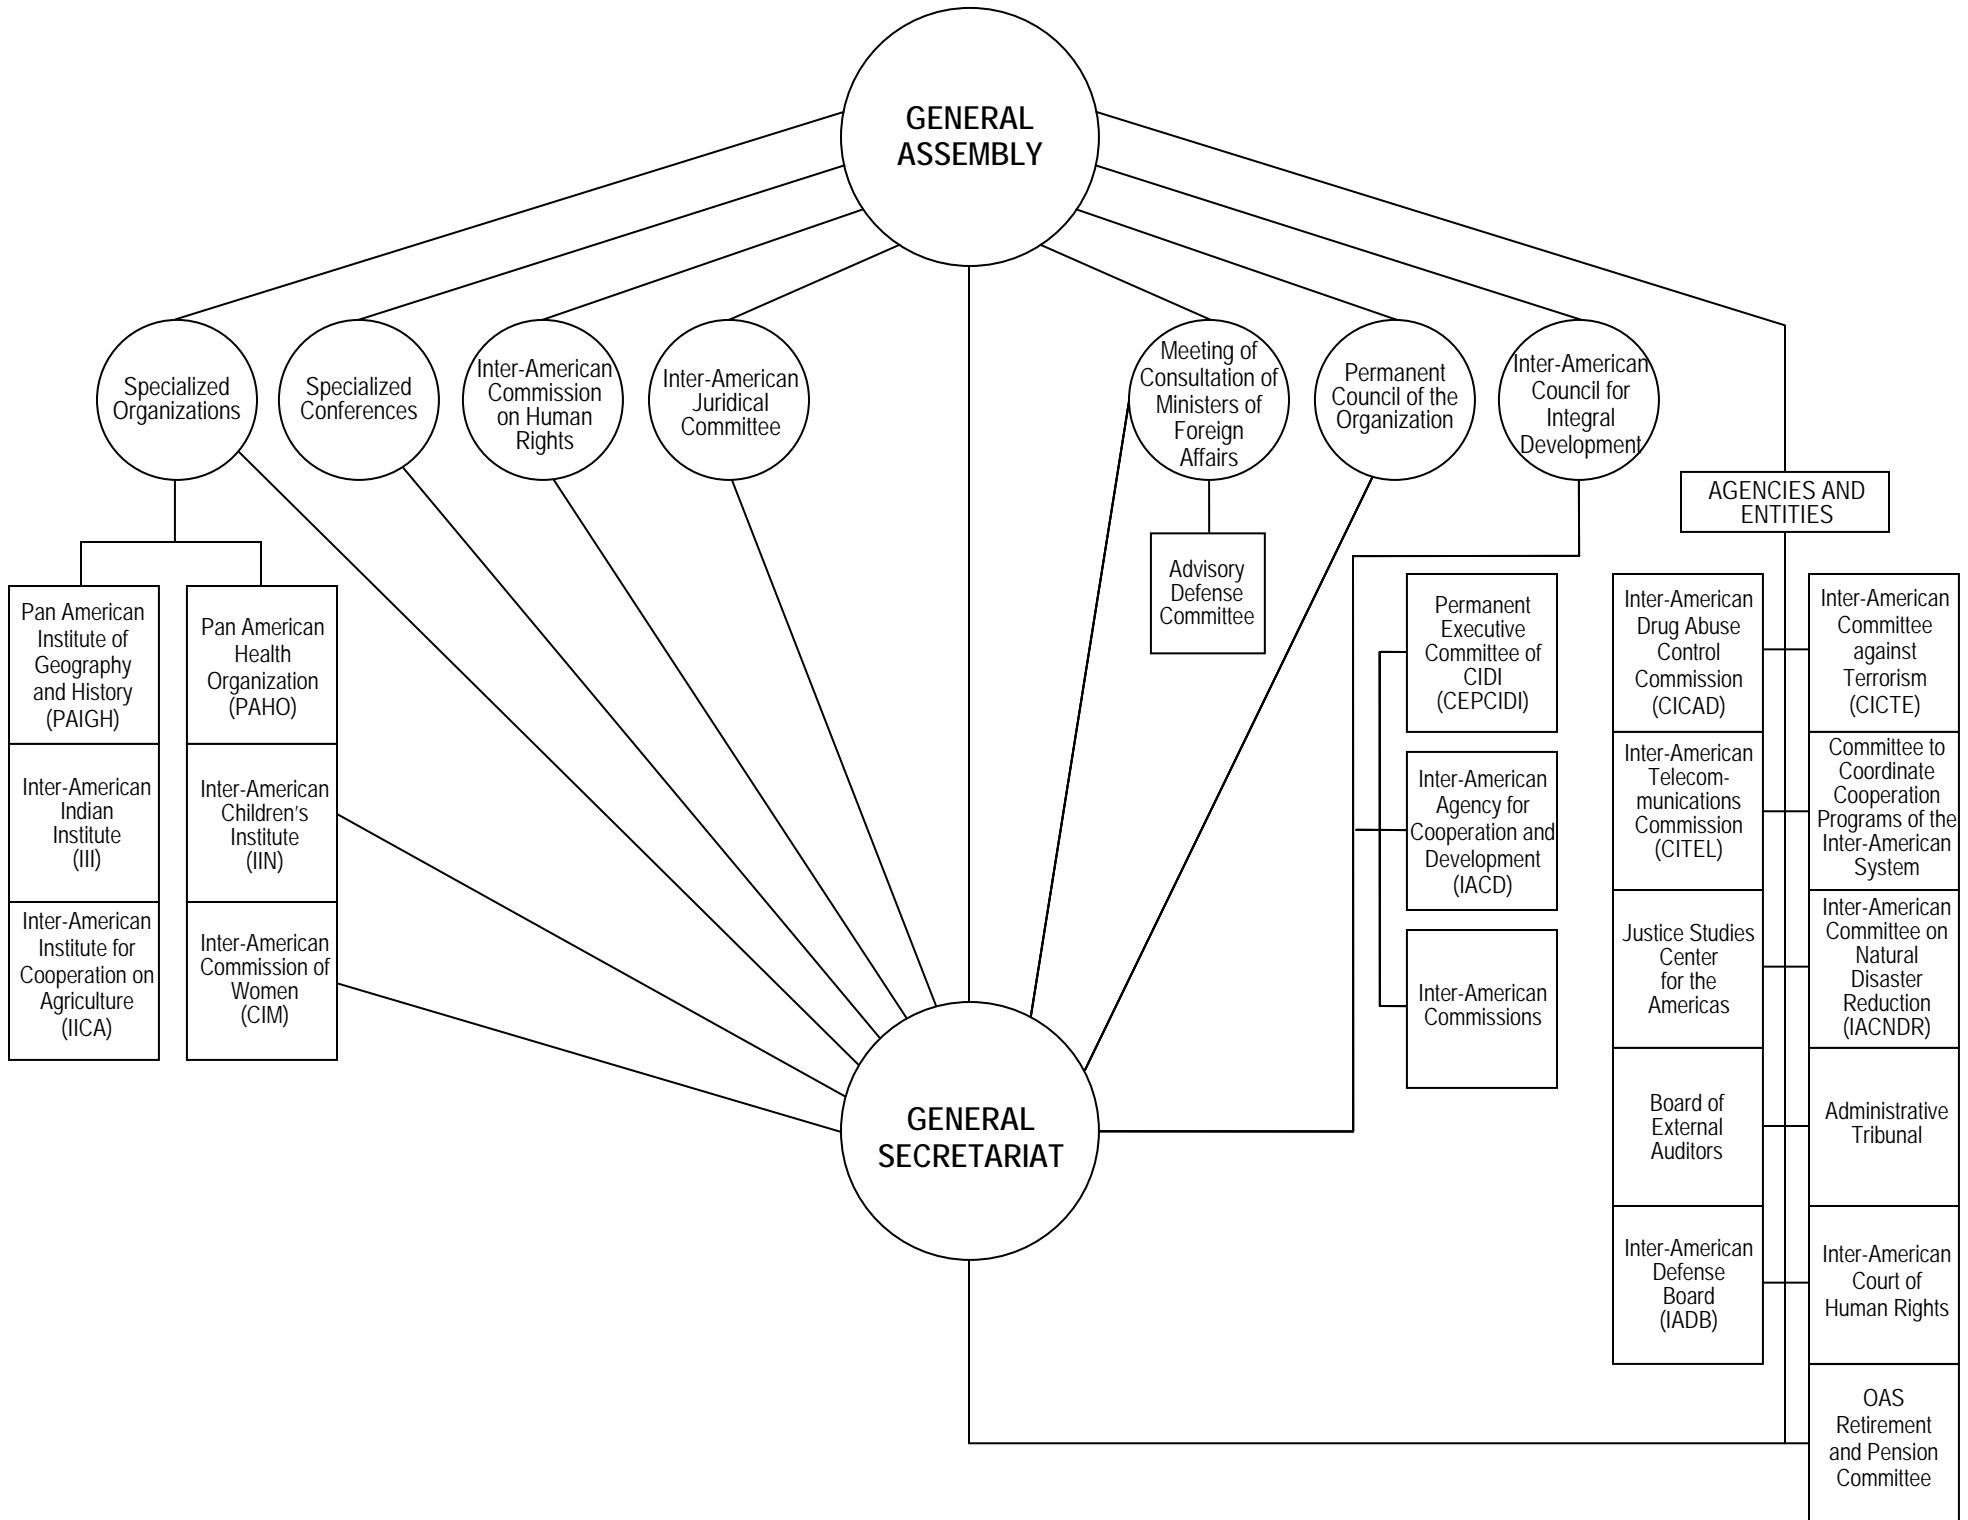 GENERAL
ASSEMBLY
Specialized
Organizations
Specialized
Conferences
Inter-American
Commission
on Human
Rights
Inter-American
Juridical
Committee
Meeting of
Consultation of
Ministers of
Foreign
Affairs
Permanent
Council of the
Organization
Inter-American
Council for
Integral
Development
AGENCIES AND
ENTITIES
Advisory
Defense
Committee
Pan American
Institute of
Geography
and History
(PAIGH)
Inter-American
Indian
Institute
(III)
Inter-American
Institute for
Cooperation on
Agriculture
(IICA)
Pan American
Health
Organization
(PAHO)
Inter-American
Children's
Institute
(IIN)
Inter-American
Commission of
Women
(CIM)
Permanent
Executive
Committee of
CIDI
(CEPCIDI)
Inter-American
Agency for
Cooperation and
Development
(IACD)
Inter-American
Commissions
Inter-American
Drug Abuse
Control
Commission
(CICAD)
Inter-American
Telecom-
munications
Commission
(CITEL)
Justice Studies
Center
for the
Americas
Board of
External
Auditors
Inter-American
Defense
Board
(IADB)
Inter-American
Committee
against
Terrorism
(CICTE)
Committee to
Coordinate
Cooperation
Programs of the
Inter-American
System
Inter-American
Committee on
Natural
Disaster
Reduction
(IACNDR)
Administrative
Tribunal
Inter-American
Court of
Human Rights
OAS
Retirement
and Pension
Committee
GENERAL
SECRETARIAT